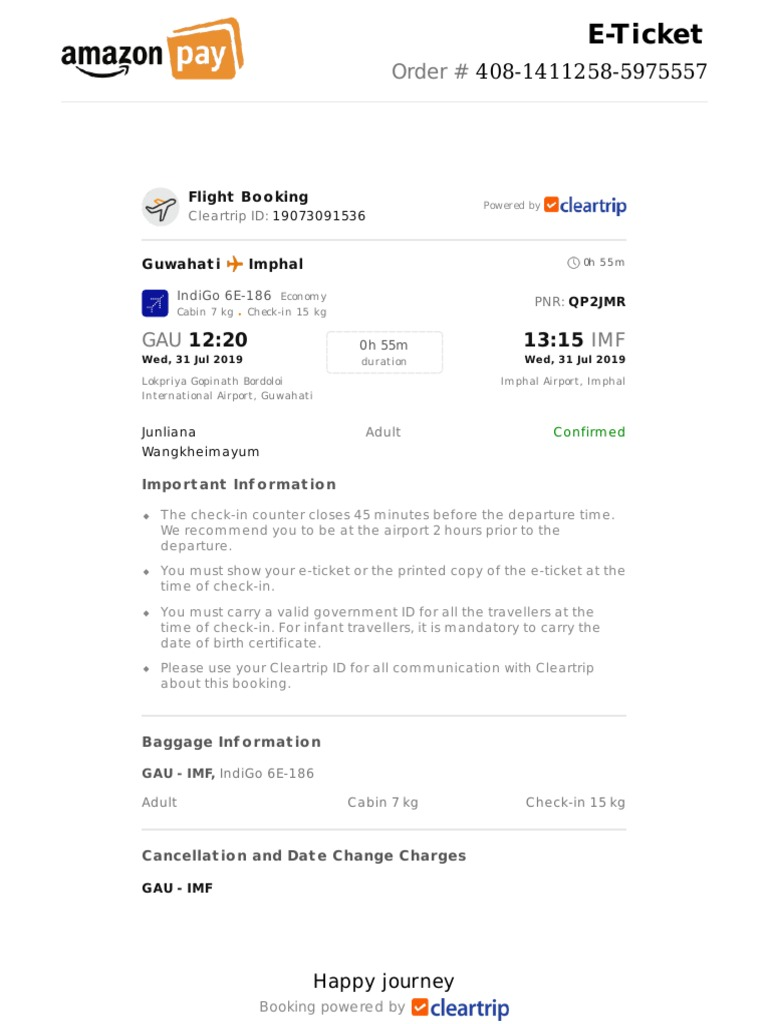 amazon pay
E-Ticket
Order # 408-1411258-5975557
Flight Booking
Cleartrip ID: 19073091536
Powered by cleartrip
Guwahati Imphal
0h 55m
IndiGo 6E-186 Economy
Cabin 7 kg . Check-in 15 kg
PNR: QP2JMR
GAU 12:20
0h 55m
13:15 IMF
Wed, 31 Jul 2019
duration
Wed, 31 Jul 2019
Lokpriya Gopinath Bordoloi
International Airport, Guwahati
Imphal Airport, Imphal
Junliana
Wangkheimayum
Adult
Confirmed
Important Information
The check-in counter closes 45 minutes before the departure time.
We recommend you to be at the airport 2 hours prior to the
departure.
You must show your e-ticket or the printed copy of the e-ticket at the
time of check-in.
You must carry a valid government ID for all the travellers at the
time of check-in. For infant travellers, it is mandatory to carry the
date of birth certificate.
Please use your Cleartrip ID for all communication with Cleartrip
about this booking.
Baggage Information
GAU - IMF, IndiGo 6E-186
Adult Cabin 7 kg Check-in 15 kg
Cancellation and Date Change Charges
GAU - IMF
Happy journey
Booking powered by cleartrip